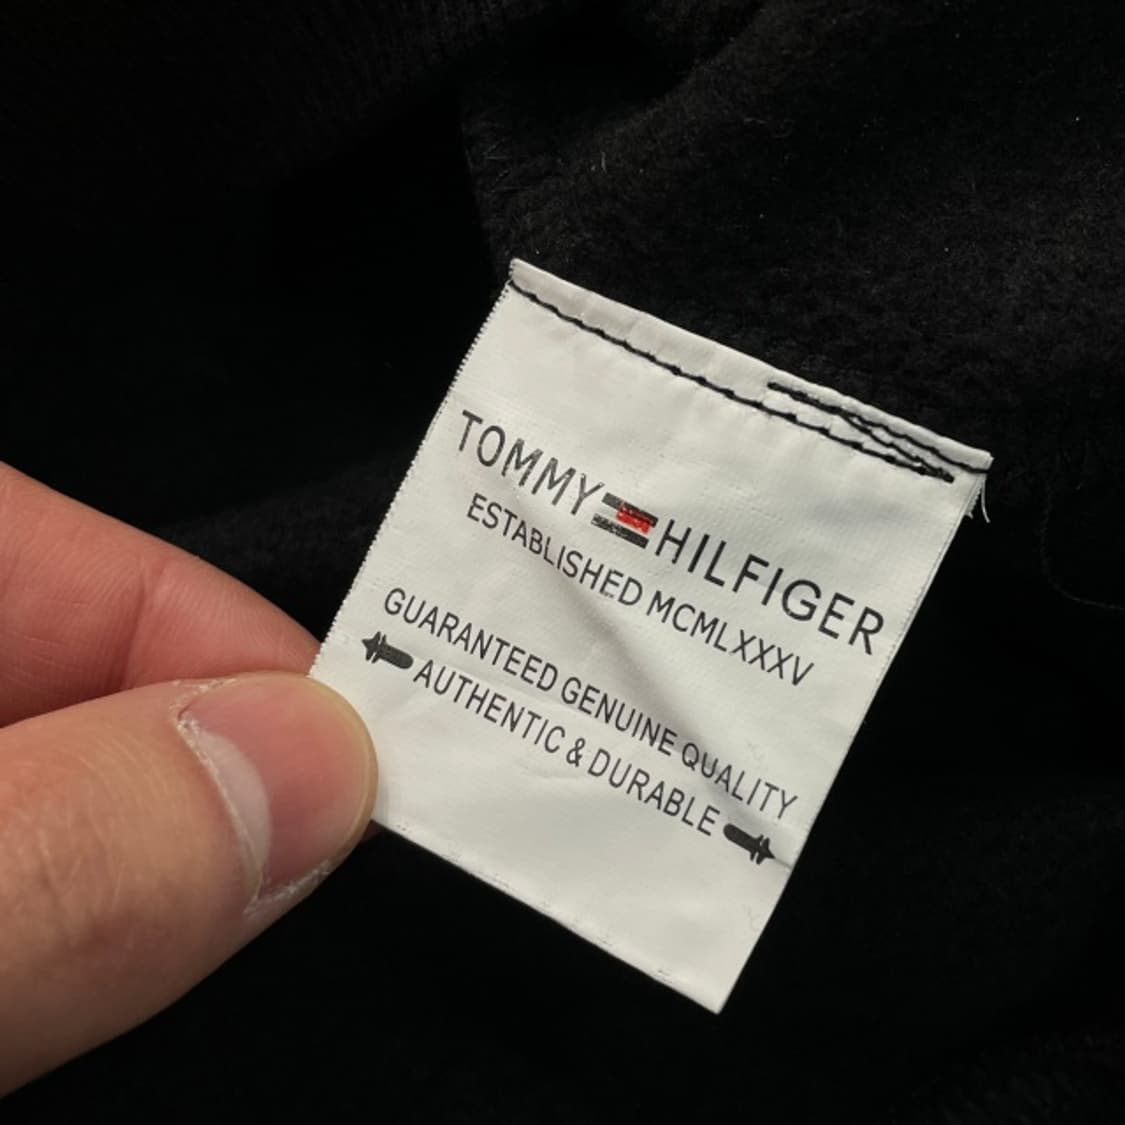 TOMMY HILFIGER
ESTABLISHED MCMLXXXV
GUARANTEED GENUINE QUALITY
AUTHENTIC & DURABLE